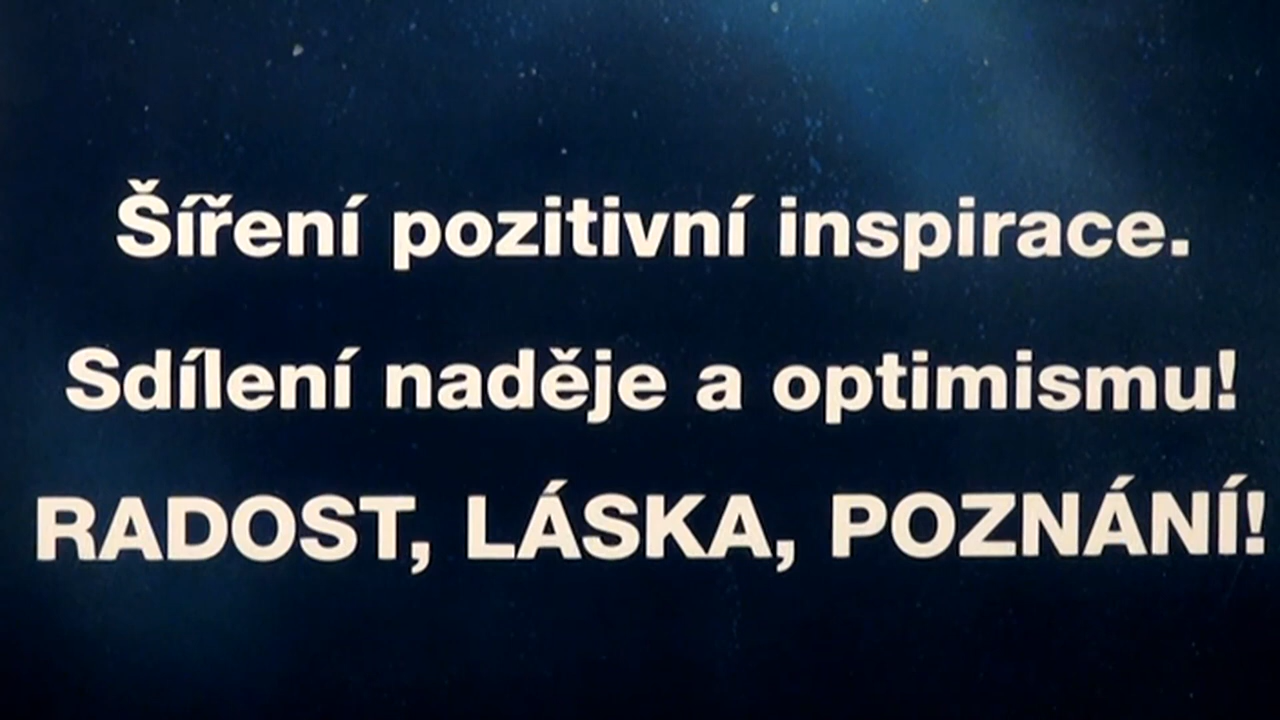 Šíření pozitivní inspirace.
Sdílení naděje a optimismu!
RADOST, LÁSKA, POZNÁNÍ!